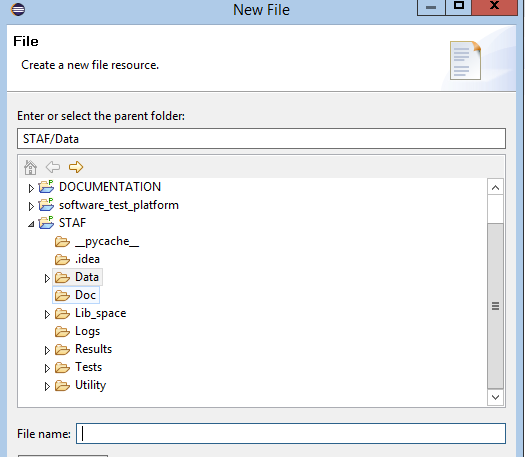 New File
File
Create a new file resource.
Enter or select the parent folder:
STAF/Data
DOCUMENTATION
software_test_platform
STAF
__pycache__
.idea
Data
Doc
Lib_space
Logs
Results
Tests
Utility
File name: